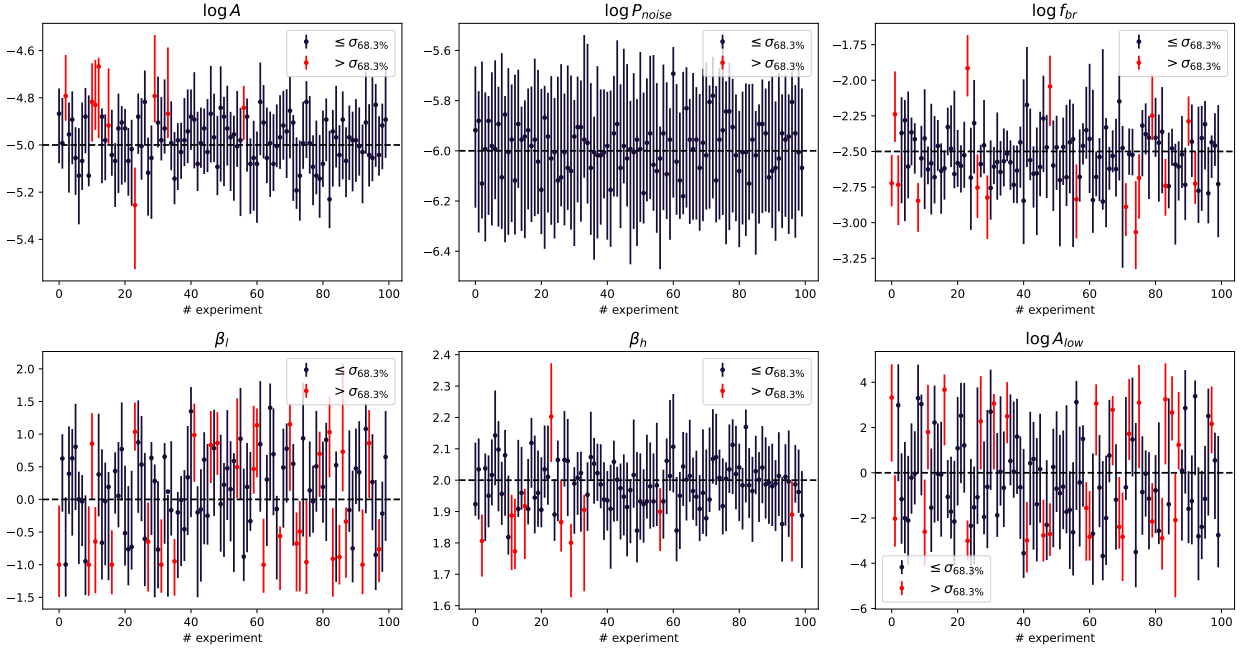 log A
−4.6
−4.8
−5.0
−5.2
−5.4
0 20 40 60 80 100
# experiment
≤ σ68.3%
> σ68.3%
log Pnoise
−5.6
−5.8
−6.0
−6.2
−6.4
0 20 40 60 80 100
# experiment
≤ σ68.3%
> σ68.3%
log fbr
−1.75
−2.00
−2.25
−2.50
−2.75
−3.00
−3.25
0 20 40 60 80 100
# experiment
≤ σ68.3%
> σ68.3%
βl
2.0
1.5
1.0
0.5
0.0
−0.5
−1.0
−1.5
0 20 40 60 80 100
# experiment
≤ σ68.3%
> σ68.3%
βh
2.4
2.3
2.2
2.1
2.0
1.9
1.8
1.7
1.6
0 20 40 60 80 100
# experiment
≤ σ68.3%
> σ68.3%
log Alow
4
2
0
−2
−4
−6
0 20 40 60 80 100
# experiment
≤ σ68.3%
> σ68.3%